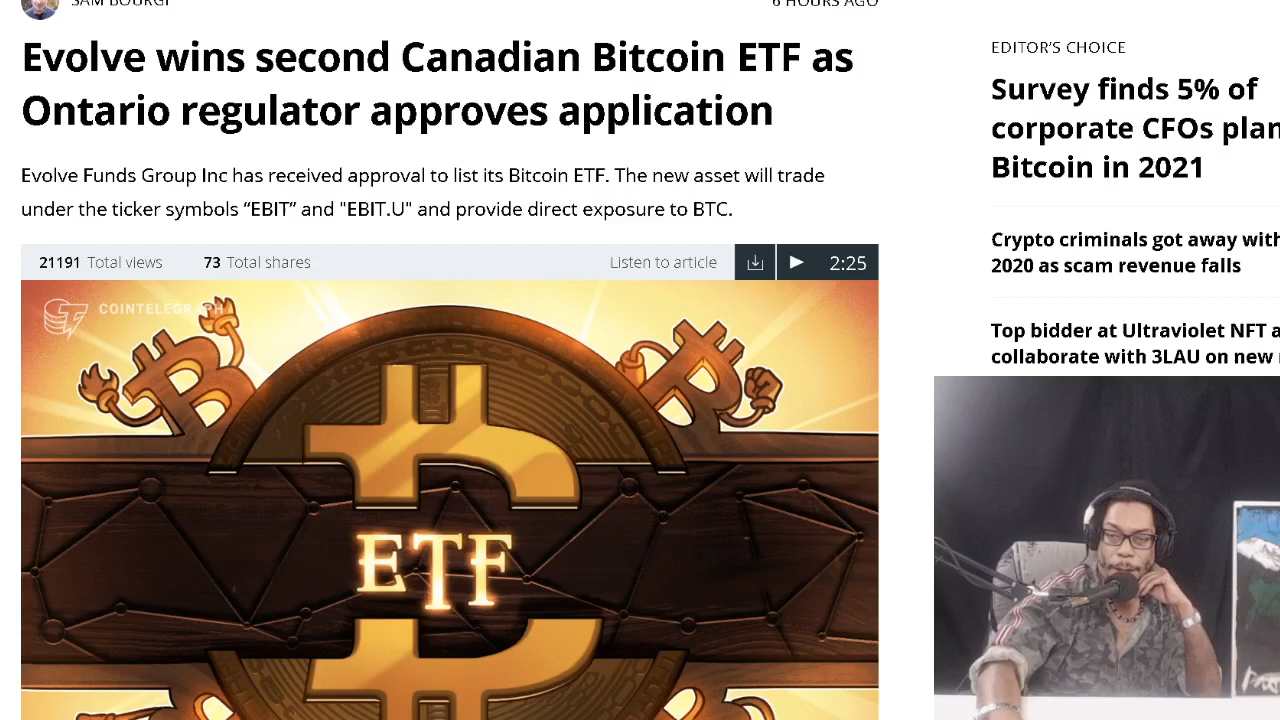 SAM BOURGI
6 HOURS AGO
Evolve wins second Canadian Bitcoin ETF as
Ontario regulator approves application
Evolve Funds Group Inc has received approval to list its Bitcoin ETF. The new asset will trade
under the ticker symbols “EBIT” and "EBIT.U" and provide direct exposure to BTC.
21191 Total views 73 Total shares Listen to article 2:25
COINTELEGRAPH
ETF
EDITOR’S CHOICE
Survey finds 5% of
corporate CFOs plan
Bitcoin in 2021
Crypto criminals got away with
2020 as scam revenue falls
Top bidder at Ultraviolet NFT a
collaborate with 3LAU on new